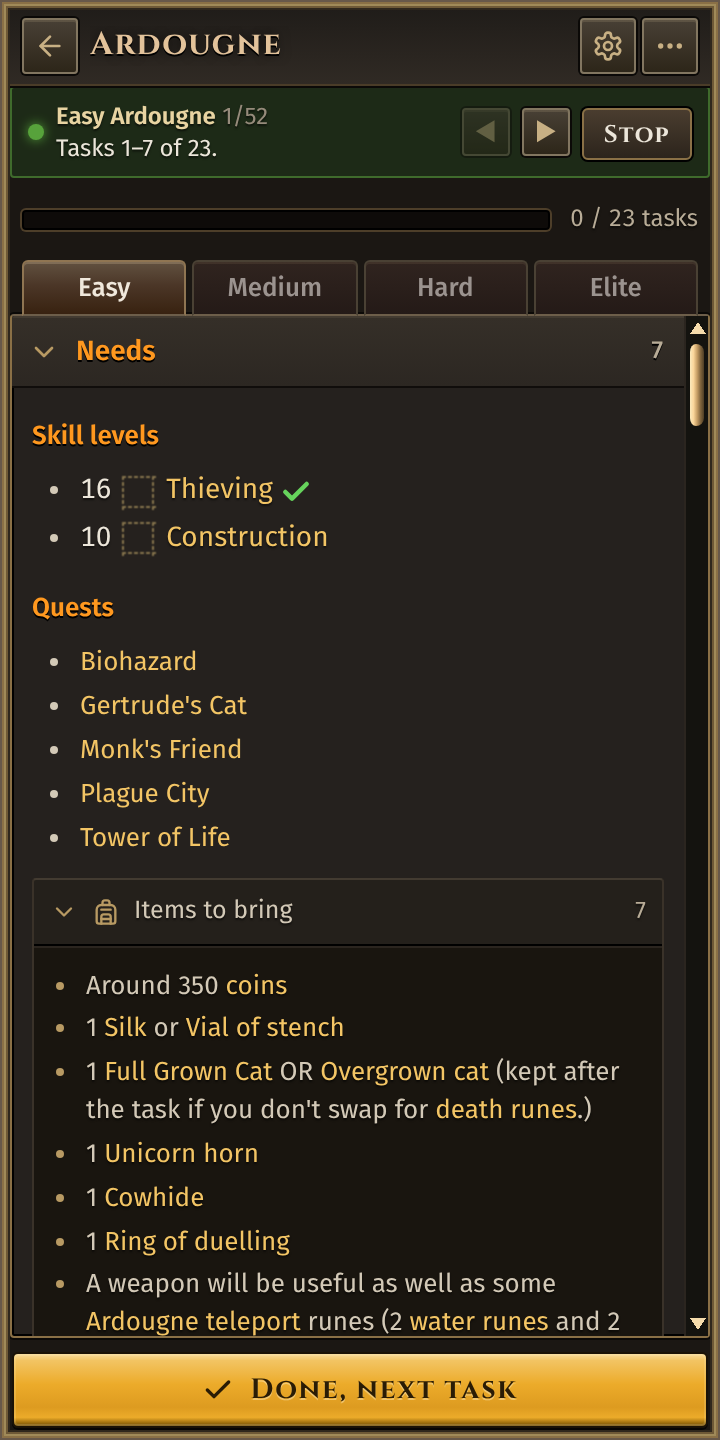 Ardougne
Easy Ardougne 1/52
Tasks 1–7 of 23.
Stop
0 / 23 tasks
Easy
Medium
Hard
Elite
Needs
7
Skill levels
• 16 Thieving
• 10 Construction
Quests
• Biohazard
• Gertrude's Cat
• Monk's Friend
• Plague City
• Tower of Life
Items to bring
7
• Around 350 coins
• 1 Silk or Vial of stench
• 1 Full Grown Cat OR Overgrown cat (kept after
the task if you don't swap for death runes.)
• 1 Unicorn horn
• 1 Cowhide
• 1 Ring of duelling
• A weapon will be useful as well as some
Ardougne teleport runes (2 water runes and 2
Done, next task